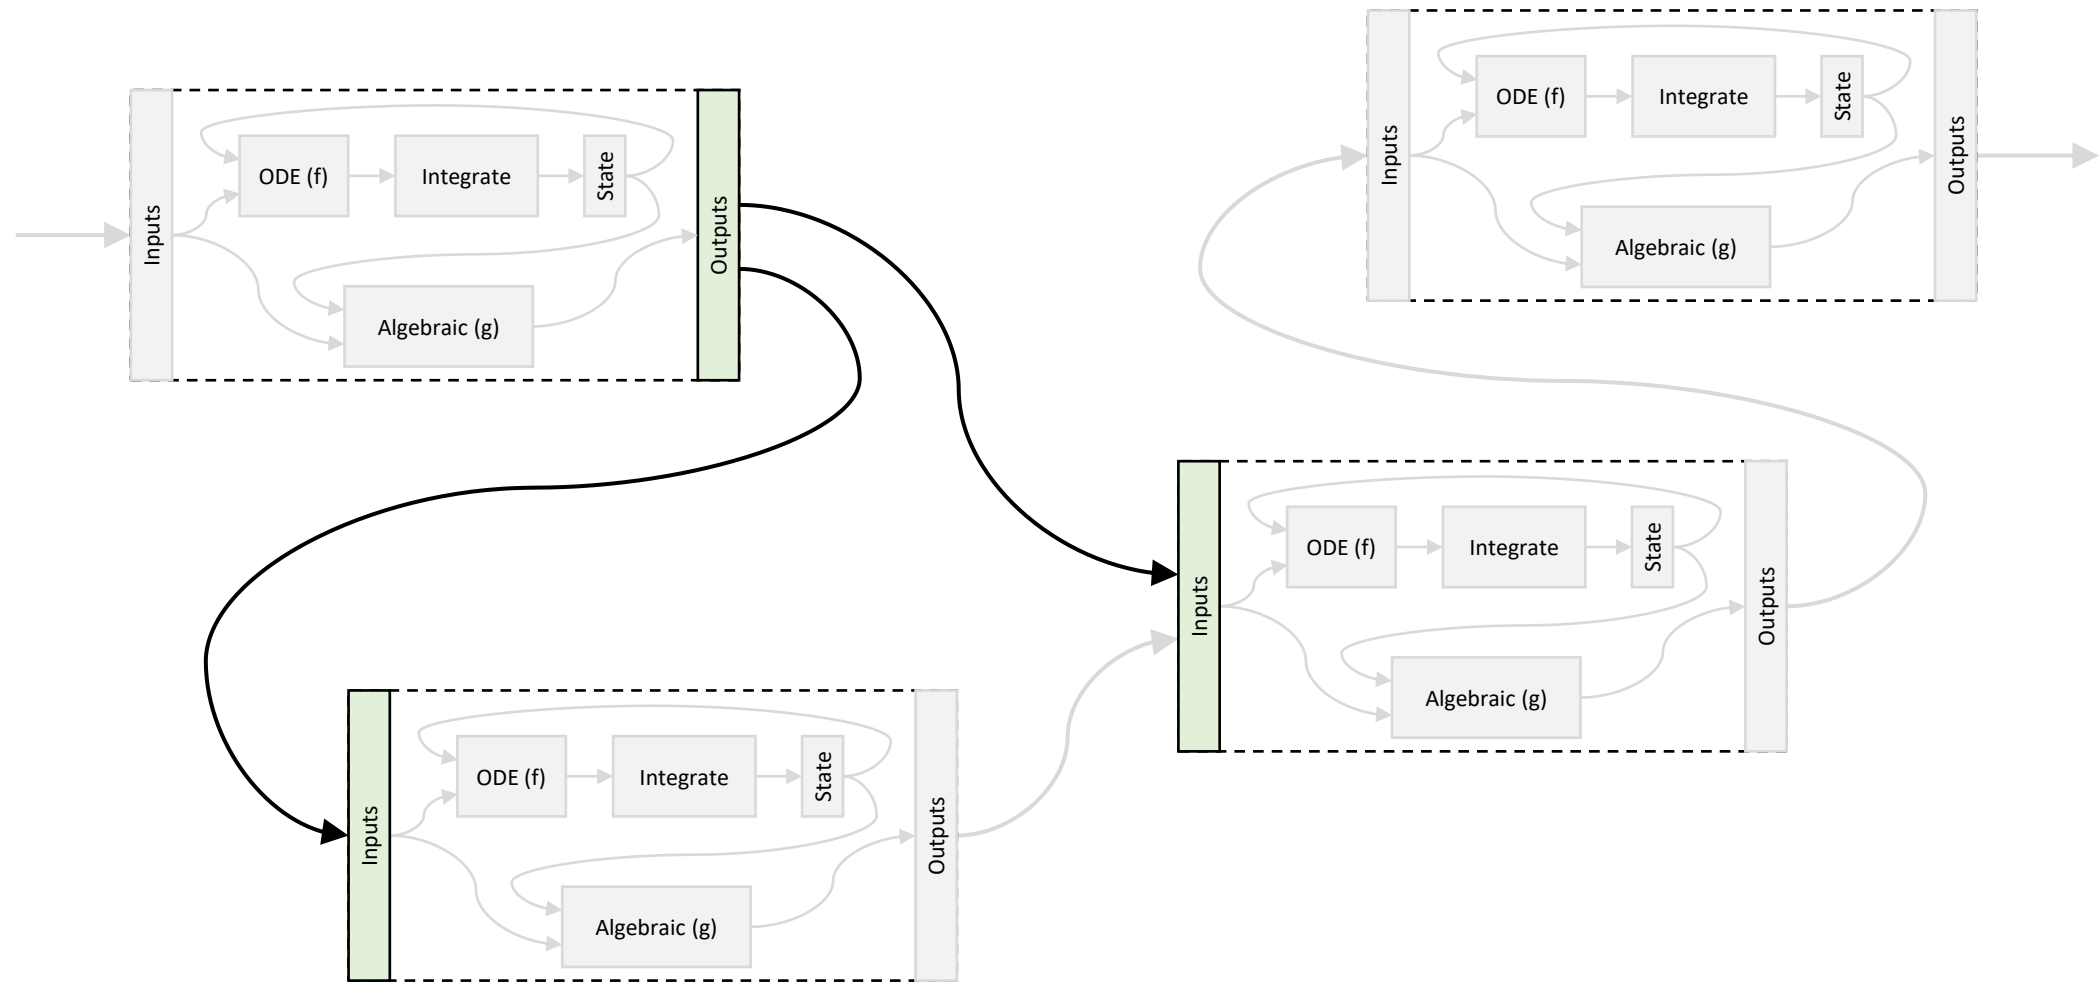 Inputs
ODE (f)
Integrate
State
Algebraic (g)
Outputs
Inputs
ODE (f)
Integrate
State
Algebraic (g)
Outputs
Inputs
ODE (f)
Integrate
State
Algebraic (g)
Outputs
Inputs
ODE (f)
Integrate
State
Algebraic (g)
Outputs